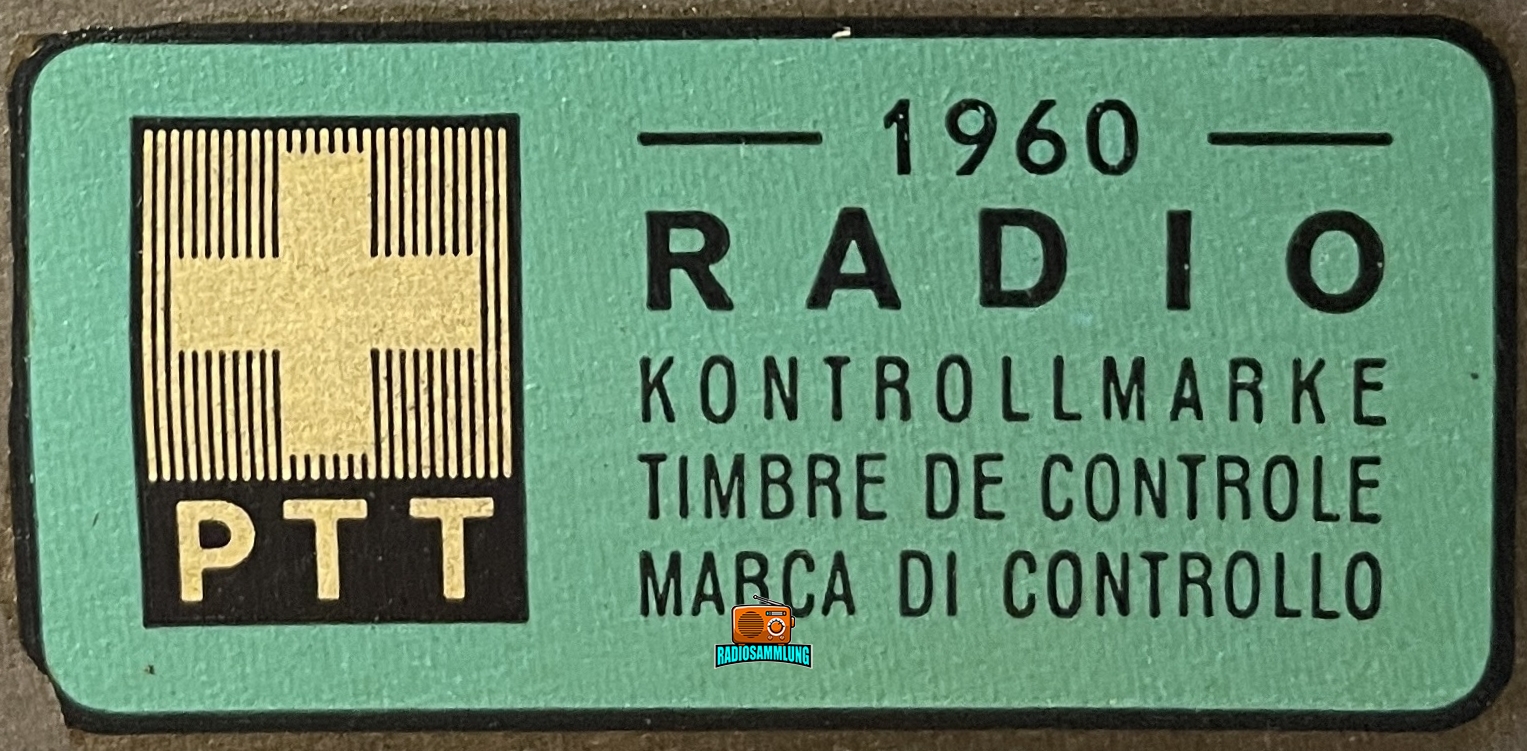 PTT
1960
RADIO
KONTROLLMARKE
TIMBRE DE CONTROLE
MARCA DI CONTROLLO
RADIOSAMMLUNG